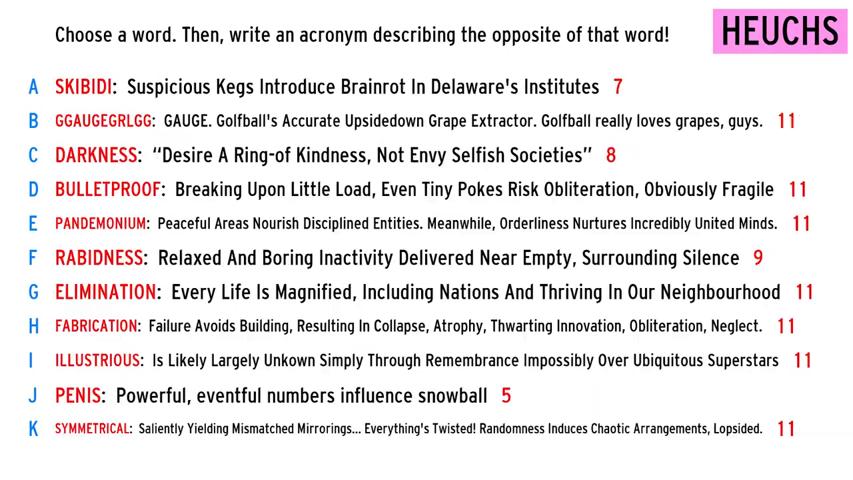 Choose a word. Then, write an acronym describing the opposite of that word!
HEUCHS
A SKIBIDI: Suspicious Kegs Introduce Brainrot In Delaware's Institutes 7
B GGAUGEGRLGG: GAUGE. Golfball's Accurate Upsidedown Grape Extractor. Golfball really loves grapes, guys. 11
C DARKNESS: “Desire A Ring-of Kindness, Not Envy Selfish Societies” 8
D BULLETPROOF: Breaking Upon Little Load, Even Tiny Pokes Risk Obliteration, Obviously Fragile 11
E PANDEMONIUM: Peaceful Areas Nourish Disciplined Entities. Meanwhile, Orderliness Nurtures Incredibly United Minds. 11
F RABIDNESS: Relaxed And Boring Inactivity Delivered Near Empty, Surrounding Silence 9
G ELIMINATION: Every Life Is Magnified, Including Nations And Thriving In Our Neighbourhood 11
H FABRICATION: Failure Avoids Building, Resulting In Collapse, Atrophy, Thwarting Innovation, Obliteration, Neglect. 11
I ILLUSTRIOUS: Is Likely Largely Unkown Simply Through Remembrance Impossibly Over Ubiquitous Superstars 11
J PENIS: Powerful, eventful numbers influence snowball 5
K SYMMETRICAL: Saliently Yielding Mismatched Mirrorings... Everything's Twisted! Randomness Induces Chaotic Arrangements, Lopsided. 11